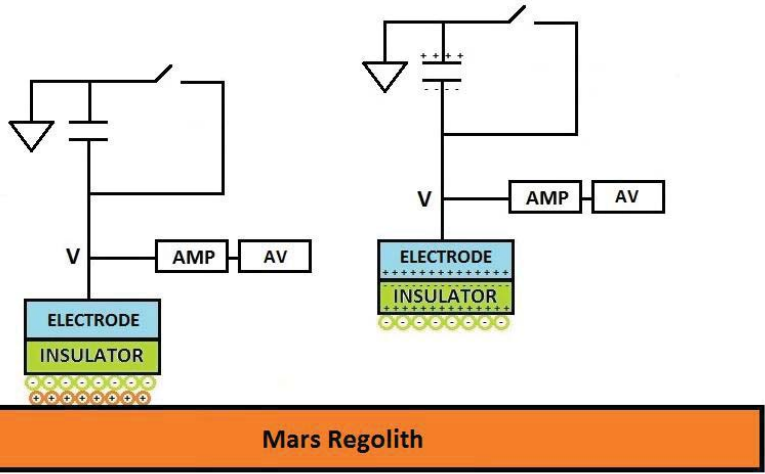 V
AMP
AV
ELECTRODE
INSULATOR
V
AMP
AV
ELECTRODE
INSULATOR
Mars Regolith